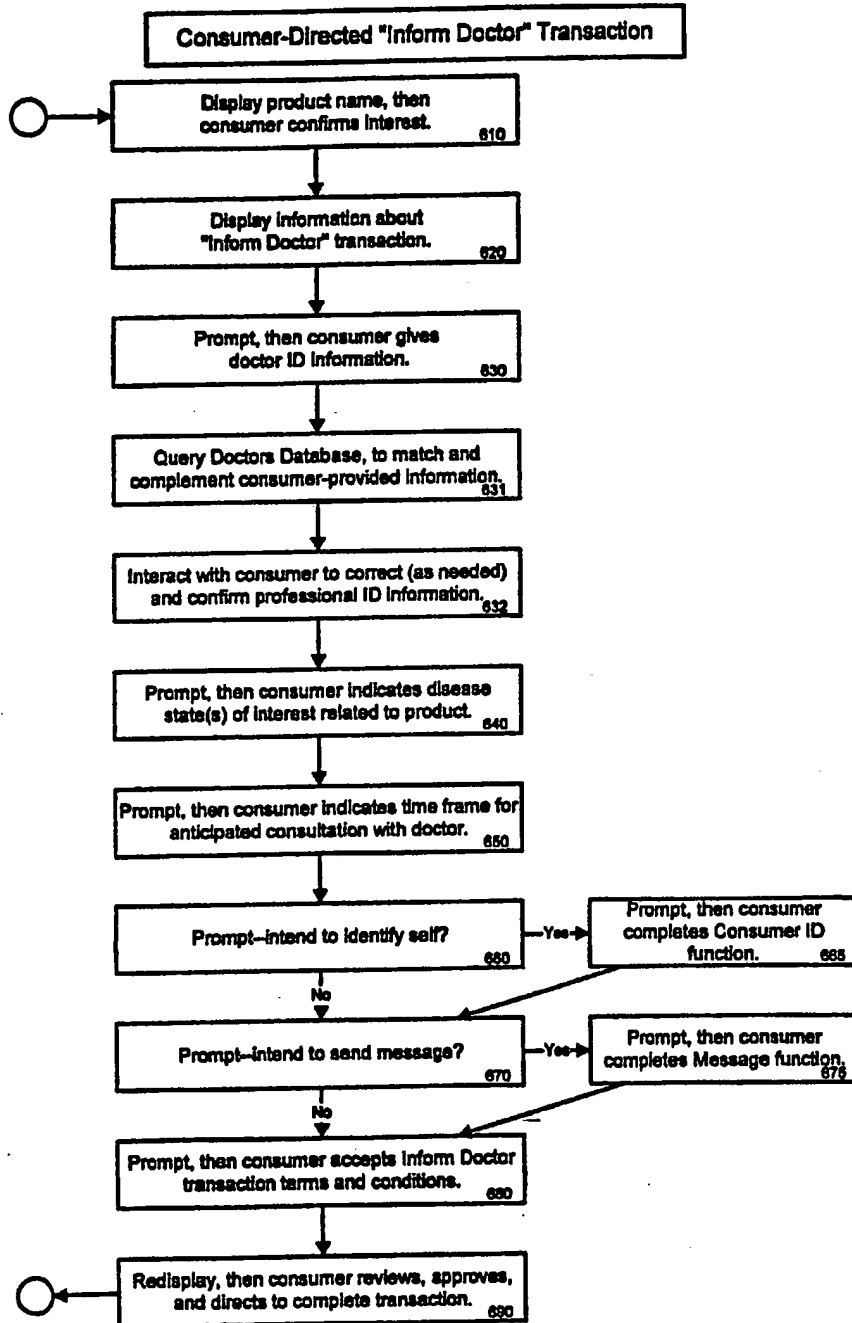 Consumer-Directed "Inform Doctor" Transaction
Display product name, then
consumer confirms interest.
610
Display information about
"Inform Doctor" transaction.
620
Prompt, then consumer gives
doctor ID information.
630
Query Doctors Database, to match and
complement consumer-provided information.
631
Interact with consumer to correct (as needed)
and confirm professional ID information.
632
Prompt, then consumer indicates disease
state(s) of interest related to product.
640
Prompt, then consumer indicates time frame for
anticipated consultation with doctor.
650
Prompt--intend to identify self?
660
Yes
Prompt, then consumer
completes Consumer ID
function.
665
No
Prompt--intend to send message?
670
Yes
Prompt, then consumer
completes Message function.
675
No
Prompt, then consumer accepts Inform Doctor
transaction terms and conditions.
680
Redisplay, then consumer reviews, approves,
and directs to complete transaction.
690